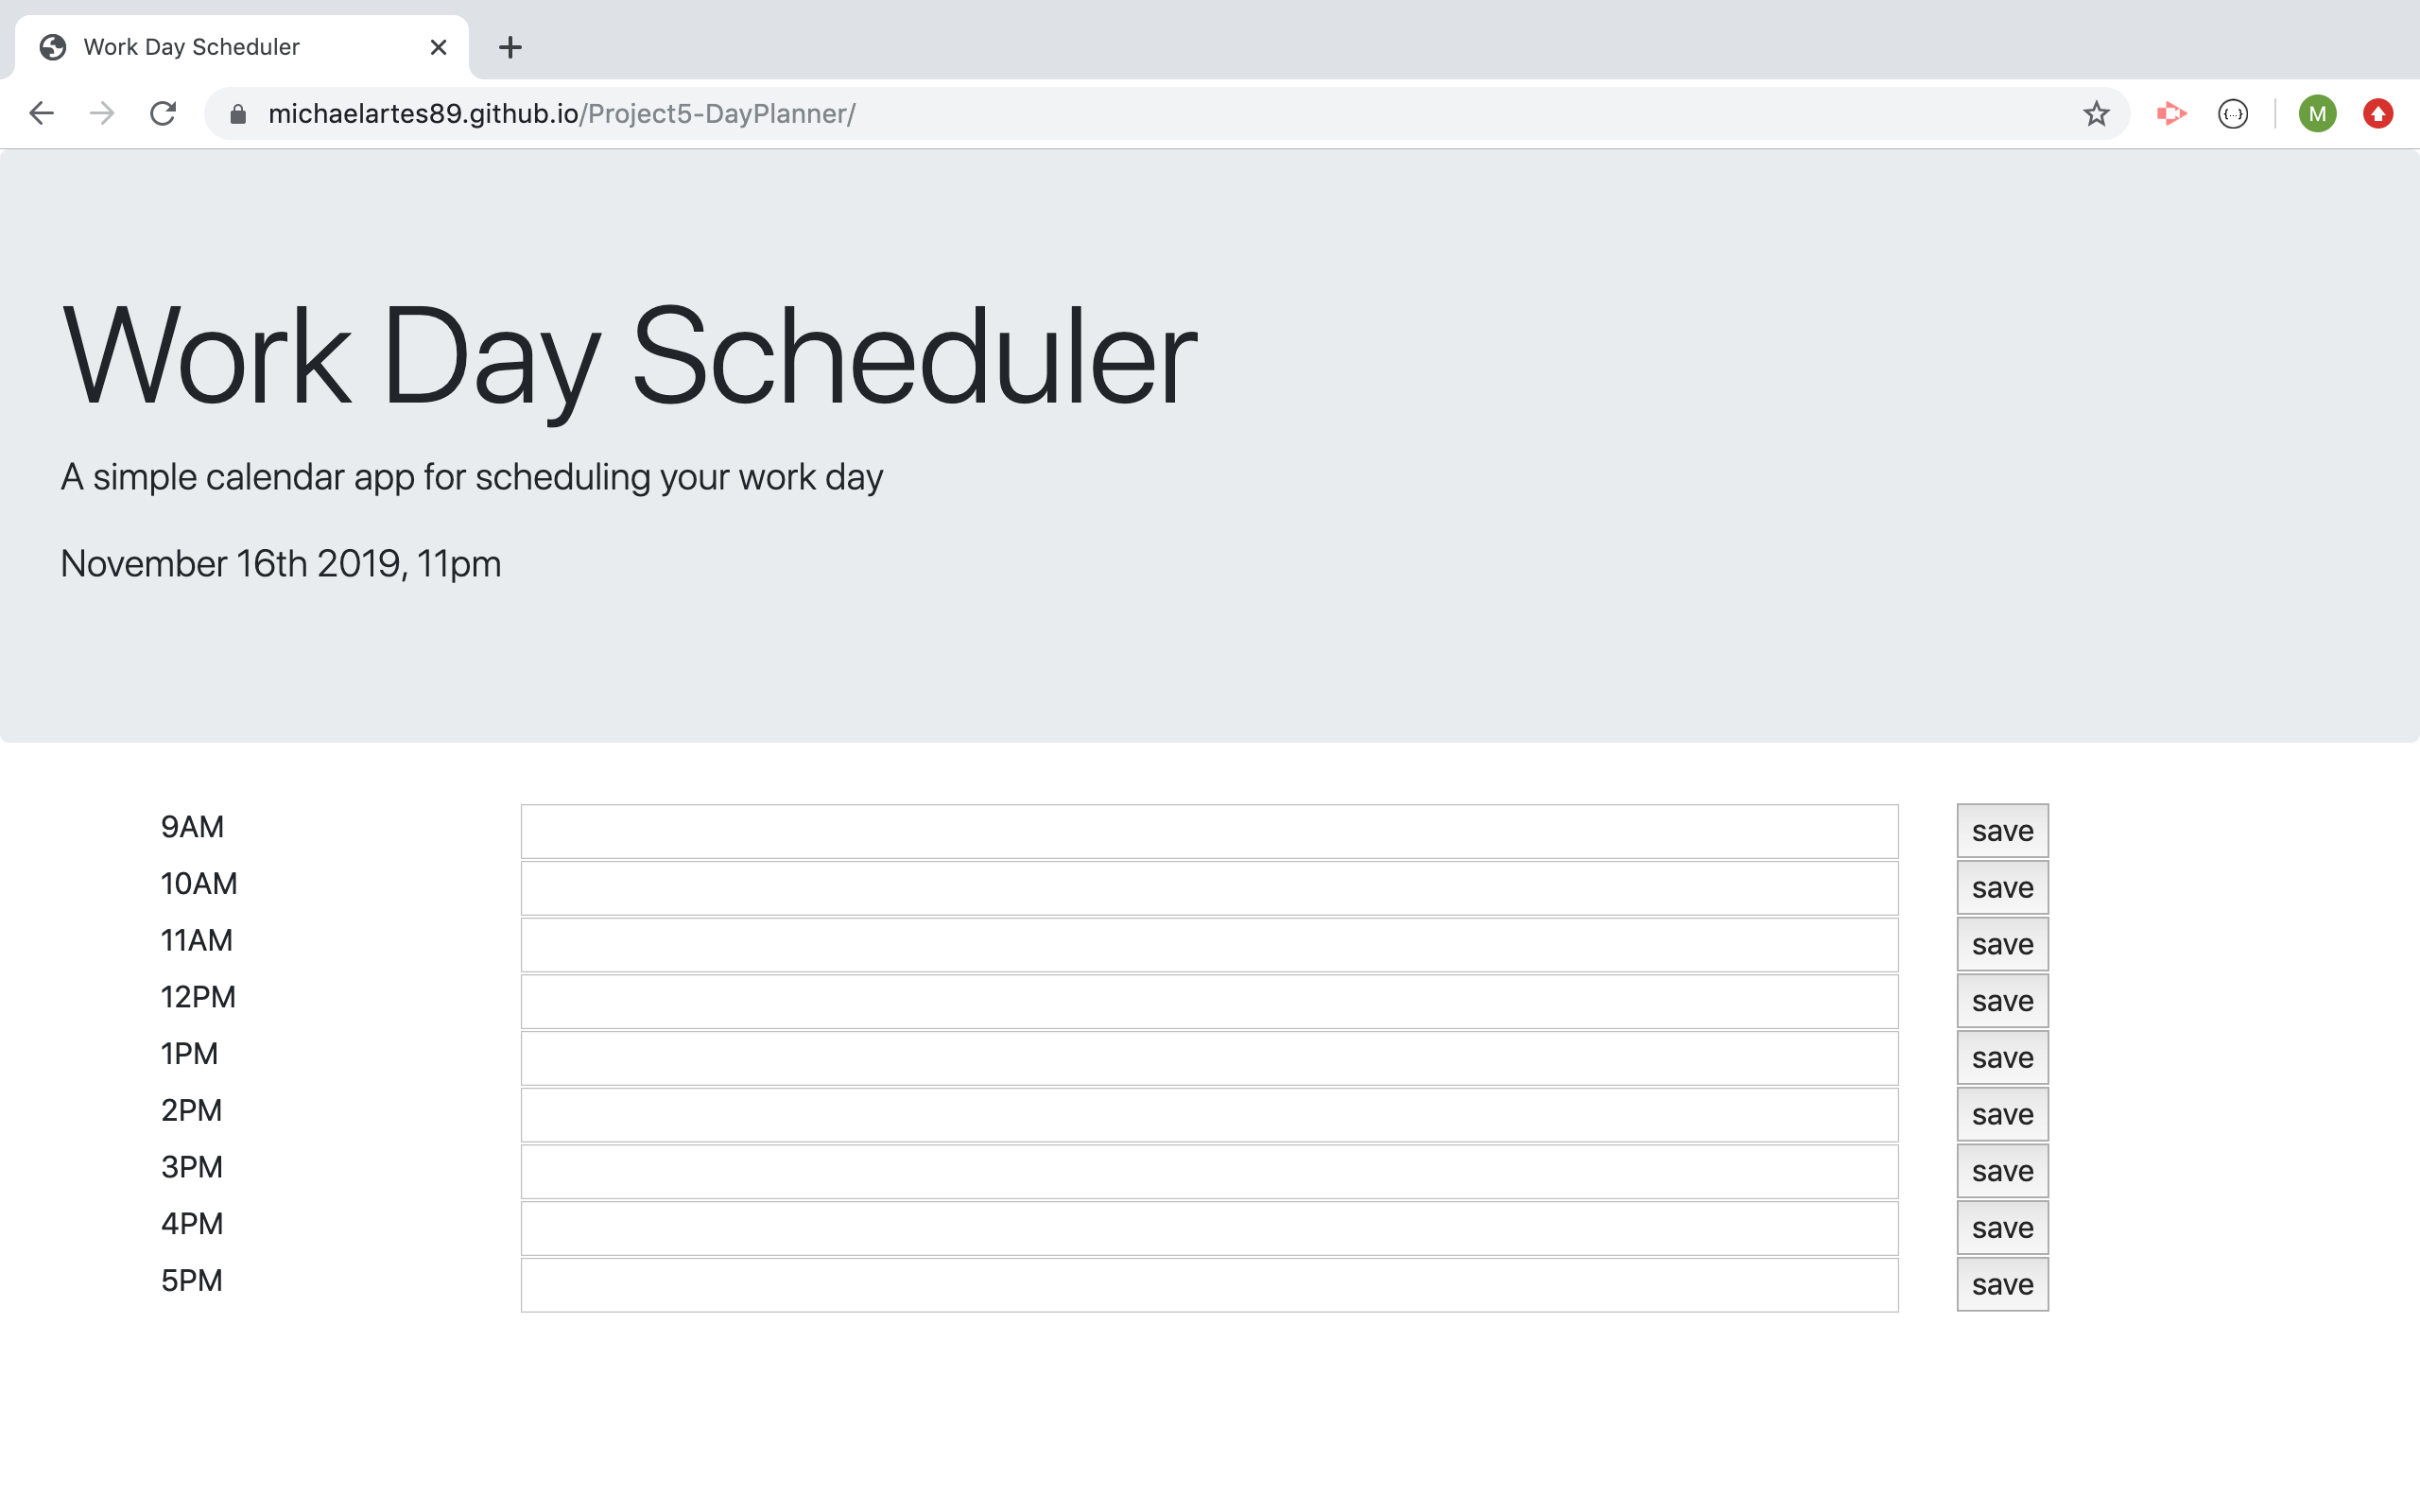 Work Day Scheduler
michaelartes89.github.io/Project5-DayPlanner/
{...}
M
Work Day Scheduler
A simple calendar app for scheduling your work day
November 16th 2019, 11pm
9AM save
10AM save
11AM save
12PM save
1PM save
2PM save
3PM save
4PM save
5PM save